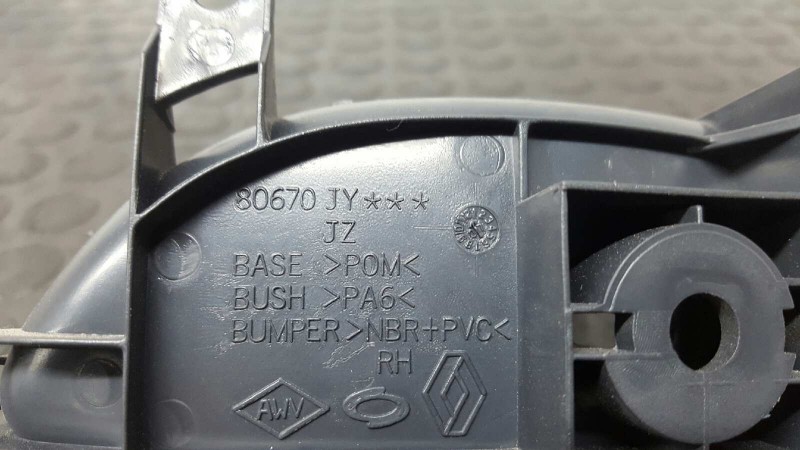 80670 JY***
JZ
BASE >POM<
BUSH >PA6<
BUMPER>NBR+PVC<
RH
AWV